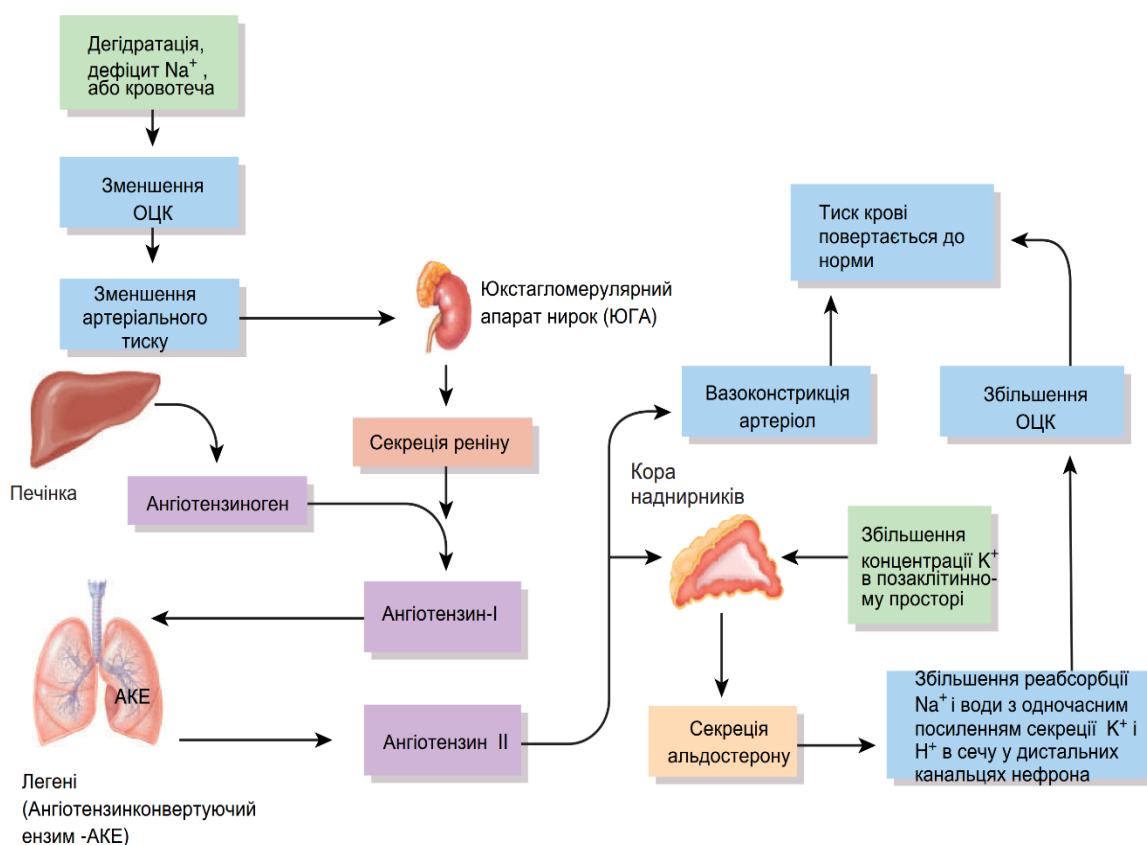 Дегідратація,
дефіцит Na⁺ ,
або кровотеча
Зменшення
ОЦК
Зменшення
артеріального
тиску
Юкстагломерулярний
апарат нирок (ЮГА)
Секреція реніну
Печінка
Ангіотензиноген
Ангіотензин-I
АКЕ
Легені
(Ангіотензинконвертуючий
ензим -АКЕ)
Ангіотензин II
Вазоконстрикція
артеріол
Тиск крові
повертається до
норми
Збільшення
ОЦК
Кора
наднирників
Збільшення
концентрації K⁺
в позаклітинно-
му просторі
Секреція
альдостерону
Збільшення реабсорбції
Na⁺ і води з одночасним
посиленням секреції K⁺ і
H⁺ в сечу у дистальних
канальцях нефрона